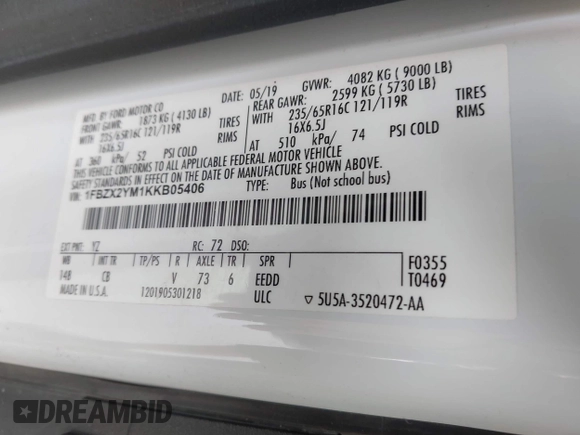 MFD. BY FORD MOTOR CO.
DATE: 05/19 GVWR: 4082 KG ( 9000 LB)
FRONT GAWR: 1873 KG ( 4130 LB) REAR GAWR: 2599 KG ( 5730 LB)
WITH 235/65R16C 121/119R TIRES WITH 235/65R16C 121/119R TIRES
16X6.5J RIMS 16X6.5J RIMS
AT 360 kPa/ 52 PSI COLD AT 510 kPa/ 74 PSI COLD
THIS VEHICLE CONFORMS TO ALL APPLICABLE FEDERAL MOTOR VEHICLE
SAFETY STANDARDS IN EFFECT ON THE DATE OF MANUFACTURE SHOWN ABOVE.
VIN: 1FBZX2YM1KKB05406
TYPE: Bus (Not school bus)
EXT PNT: YZ RC: 72 DSO:
WB INT TR TP/PS R AXLE TR SPR F0355
148 CB V 73 6 EEDD T0469
MADE IN U.S.A. 1201905301218 ULC ▽ 5U5A-3520472-AA
DREAMBID